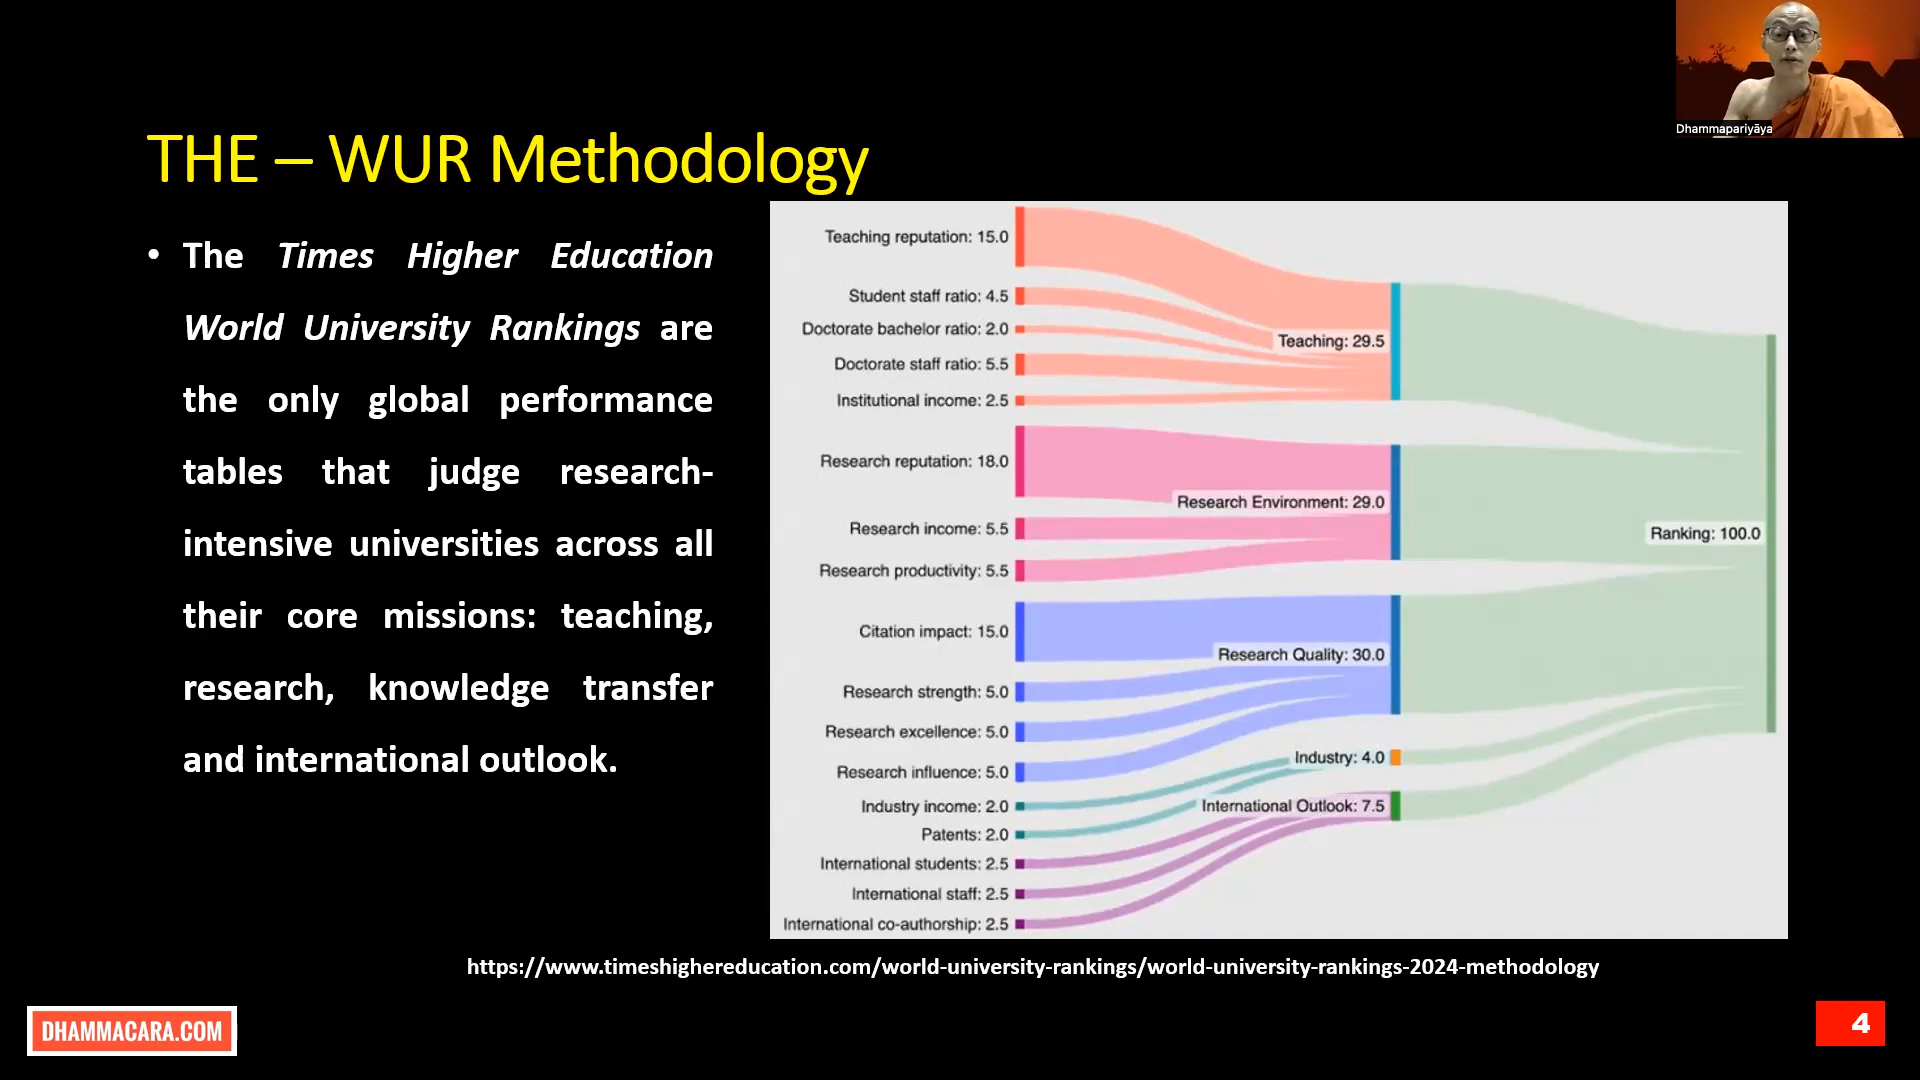 Dhammapariyāya
THE – WUR Methodology
• The Times Higher Education
World University Rankings are
the only global performance
tables that judge research-
intensive universities across all
their core missions: teaching,
research, knowledge transfer
and international outlook.
Teaching reputation: 15.0
Student staff ratio: 4.5
Doctorate bachelor ratio: 2.0
Doctorate staff ratio: 5.5
Institutional income: 2.5
Research reputation: 18.0
Research income: 5.5
Research productivity: 5.5
Citation impact: 15.0
Research strength: 5.0
Research excellence: 5.0
Research influence: 5.0
Industry income: 2.0
Patents: 2.0
International students: 2.5
International staff: 2.5
International co-authorship: 2.5
Teaching: 29.5
Research Environment: 29.0
Research Quality: 30.0
Industry: 4.0
International Outlook: 7.5
Ranking: 100.0
https://www.timeshighereducation.com/world-university-rankings/world-university-rankings-2024-methodology
DHAMMACARA.COM
4